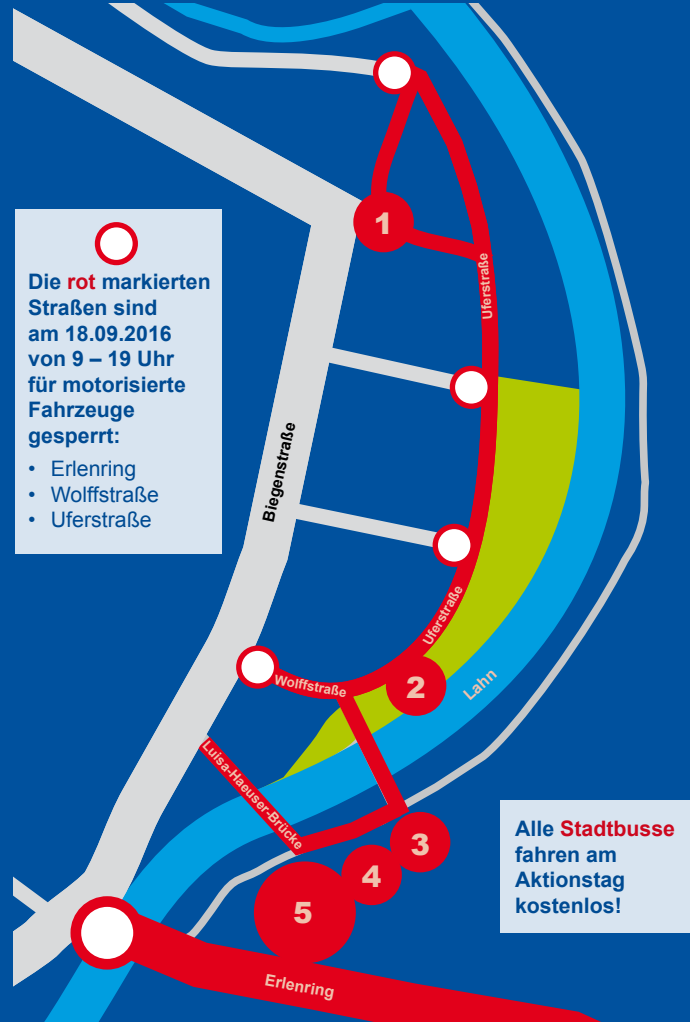 1
Uferstraße
Die rot markierten
Straßen sind
am 18.09.2016
von 9 – 19 Uhr
für motorisierte
Fahrzeuge
gesperrt:
• Erlenring
• Wolffstraße
• Uferstraße
Biegenstraße
Uferstraße
Wolffstraße
2
Lahn
Luisa-Haeuser-Brücke
3
4
5
Alle Stadtbusse
fahren am
Aktionstag
kostenlos!
Erlenring